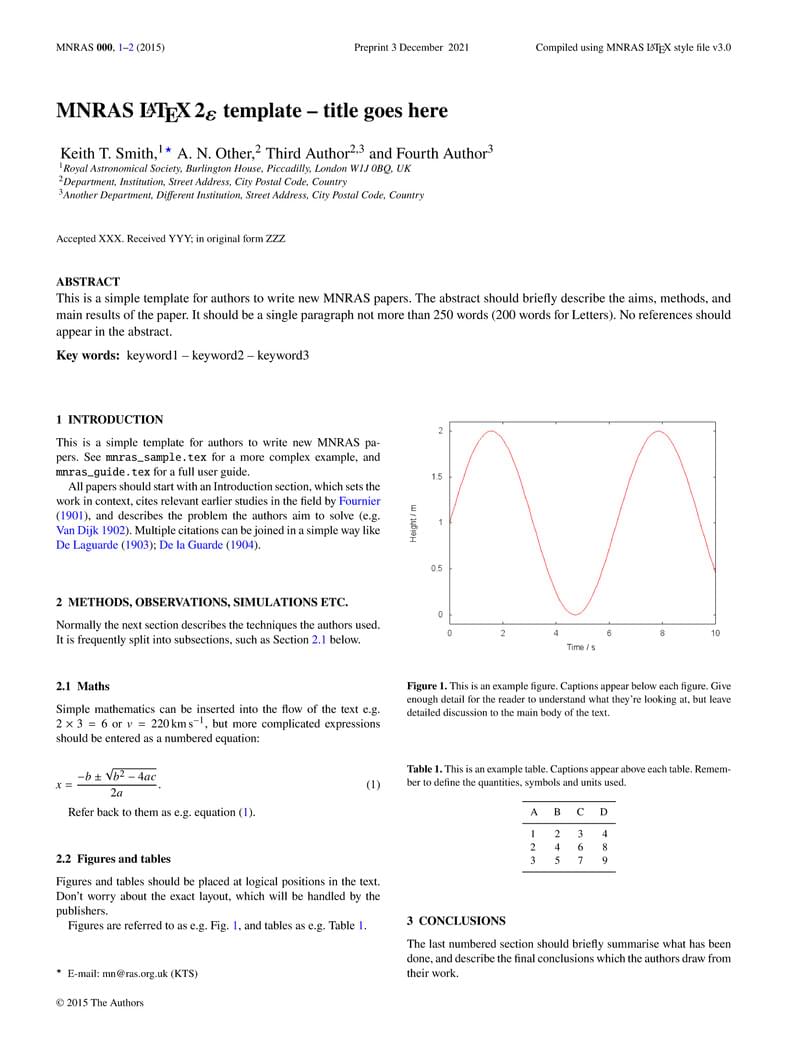 MNRAS 000, 1–2 (2015) Preprint 3 December 2021 Compiled using MNRAS LATEX style file v3.0
MNRAS LATEX 2ε template – title goes here
Keith T. Smith,1★ A. N. Other,2 Third Author2,3 and Fourth Author3
1Royal Astronomical Society, Burlington House, Piccadilly, London W1J 0BQ, UK
2Department, Institution, Street Address, City Postal Code, Country
3Another Department, Different Institution, Street Address, City Postal Code, Country
Accepted XXX. Received YYY; in original form ZZZ
ABSTRACT
This is a simple template for authors to write new MNRAS papers. The abstract should briefly describe the aims, methods, and
main results of the paper. It should be a single paragraph not more than 250 words (200 words for Letters). No references should
appear in the abstract.
Key words: keyword1 – keyword2 – keyword3
1 INTRODUCTION
This is a simple template for authors to write new MNRAS pa-
pers. See mnras_sample.tex for a more complex example, and
mnras_guide.tex for a full user guide.
All papers should start with an Introduction section, which sets the
work in context, cites relevant earlier studies in the field by Fournier
(1901), and describes the problem the authors aim to solve (e.g.
Van Dijk 1902). Multiple citations can be joined in a simple way like
De Laguarde (1903); De la Guarde (1904).
2 METHODS, OBSERVATIONS, SIMULATIONS ETC.
Normally the next section describes the techniques the authors used.
It is frequently split into subsections, such as Section 2.1 below.
2.1 Maths
Simple mathematics can be inserted into the flow of the text e.g.
2 × 3 = 6 or v = 220 km s−1, but more complicated expressions
should be entered as a numbered equation:
x = (−b ± √b2 − 4ac) / 2a. (1)
Refer back to them as e.g. equation (1).
2.2 Figures and tables
Figures and tables should be placed at logical positions in the text.
Don't worry about the exact layout, which will be handled by the
publishers.
Figures are referred to as e.g. Fig. 1, and tables as e.g. Table 1.
★ E-mail: mn@ras.org.uk (KTS)
© 2015 The Authors
2
1.5
1
0.5
0
Height / m
0 2 4 6 8 10
Time / s
Figure 1. This is an example figure. Captions appear below each figure. Give
enough detail for the reader to understand what they're looking at, but leave
detailed discussion to the main body of the text.
Table 1. This is an example table. Captions appear above each table. Remem-
ber to define the quantities, symbols and units used.
A B C D
1 2 3 4
2 4 6 8
3 5 7 9
3 CONCLUSIONS
The last numbered section should briefly summarise what has been
done, and describe the final conclusions which the authors draw from
their work.